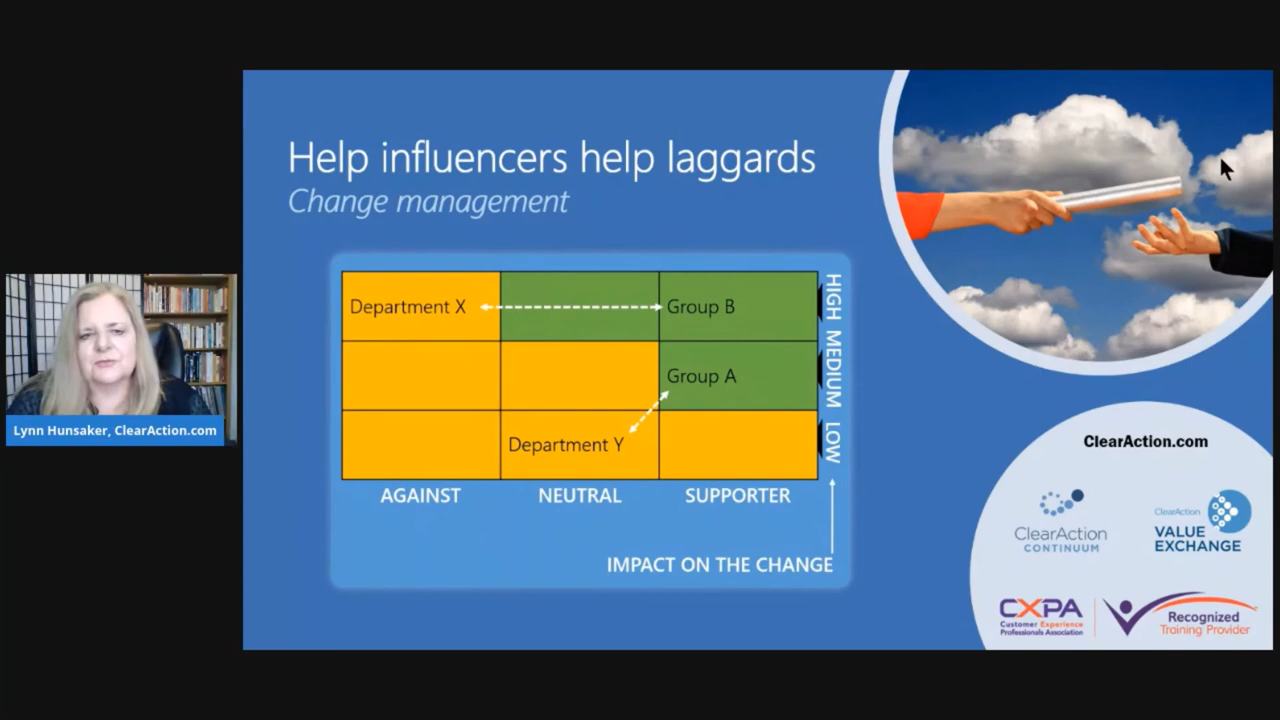 Help influencers help laggards
Change management
Department X
Group B
HIGH
Group A
MEDIUM
Department Y
LOW
AGAINST
NEUTRAL
SUPPORTER
IMPACT ON THE CHANGE
Lynn Hunsaker, ClearAction.com
ClearAction.com
ClearAction
CONTINUUM
ClearAction
VALUE
EXCHANGE
CXPA
Customer Experience
Professionals Association
Recognized
Training Provider